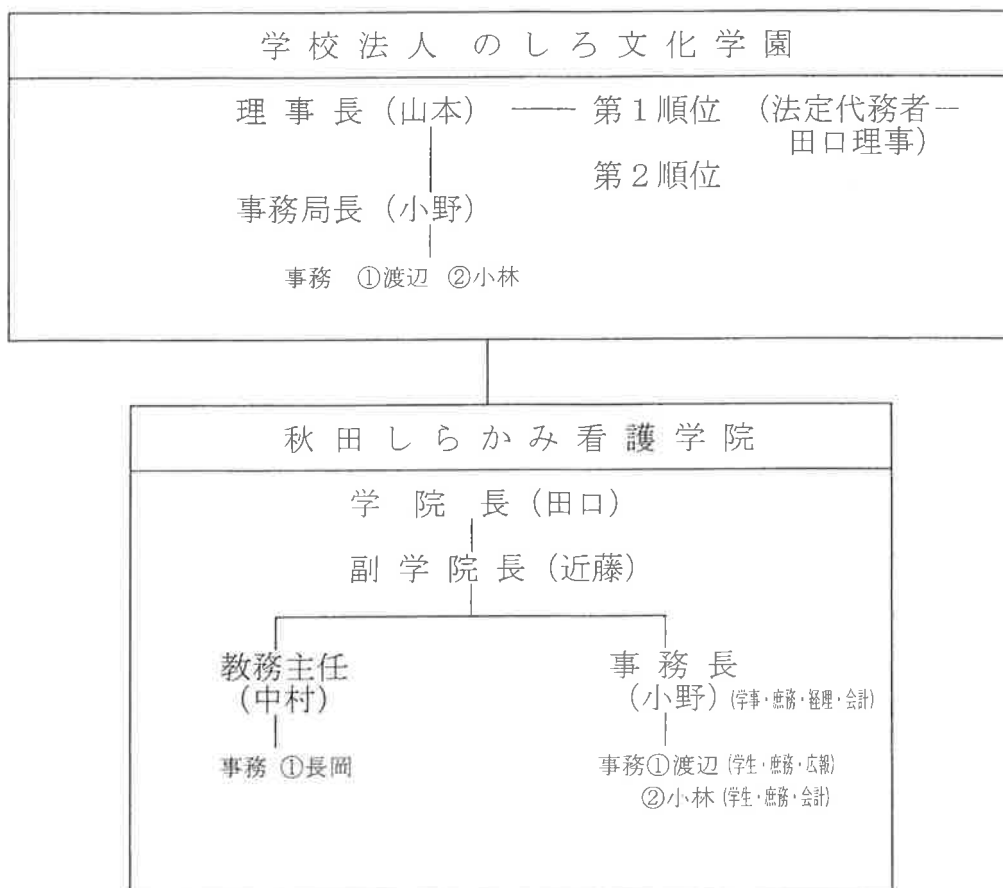 学校法人 のしろ文化学園
理事長(山本) ―― 第1順位 (法定代務者―
田口理事)
第2順位
事務局長(小野)
事務 ①渡辺 ②小林
秋田しらかみ看護学院
学院長(田口)
副学院長(近藤)
教務主任
(中村)
事務 ①長岡
事務長
(小野)(学事・庶務・経理・会計)
事務①渡辺(学生・庶務・広報)
②小林(学生・庶務・会計)